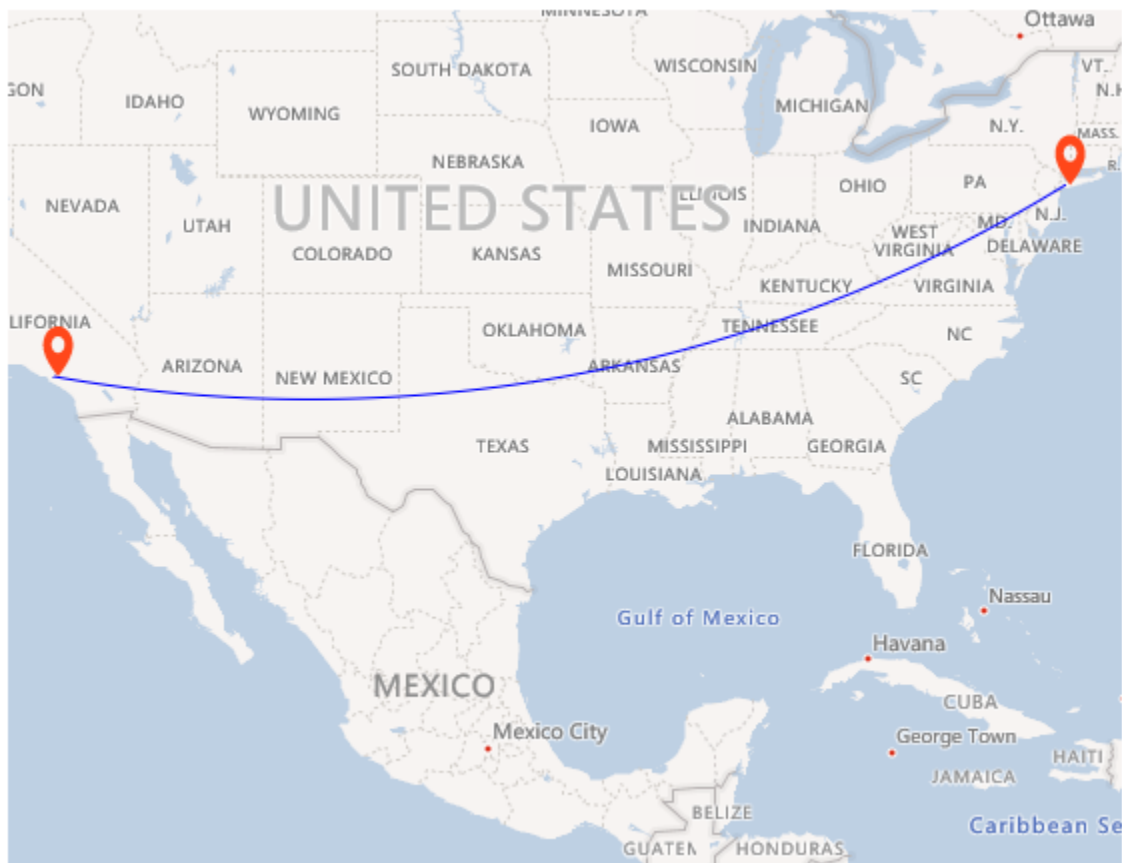 MINNESOTA
Ottawa
VT.
N.H
GON
IDAHO
SOUTH DAKOTA
WISCONSIN
WYOMING
MICHIGAN
IOWA
N.Y.
MASS.
NEBRASKA
R.
NEVADA
UTAH
UNITED STATES
ILLINOIS
OHIO
PA
N.J.
INDIANA
WEST
VIRGINIA
MD.
DELAWARE
COLORADO
KANSAS
MISSOURI
KENTUCKY
VIRGINIA
LIFORNIA
OKLAHOMA
TENNESSEE
NC
ARIZONA
NEW MEXICO
ARKANSAS
SC
TEXAS
ALABAMA
MISSISSIPPI
GEORGIA
LOUISIANA
FLORIDA
Nassau
Gulf of Mexico
Havana
MEXICO
CUBA
Mexico City
George Town
HAITI
JAMAICA
BELIZE
Caribbean Se
GUATEM
HONDURAS